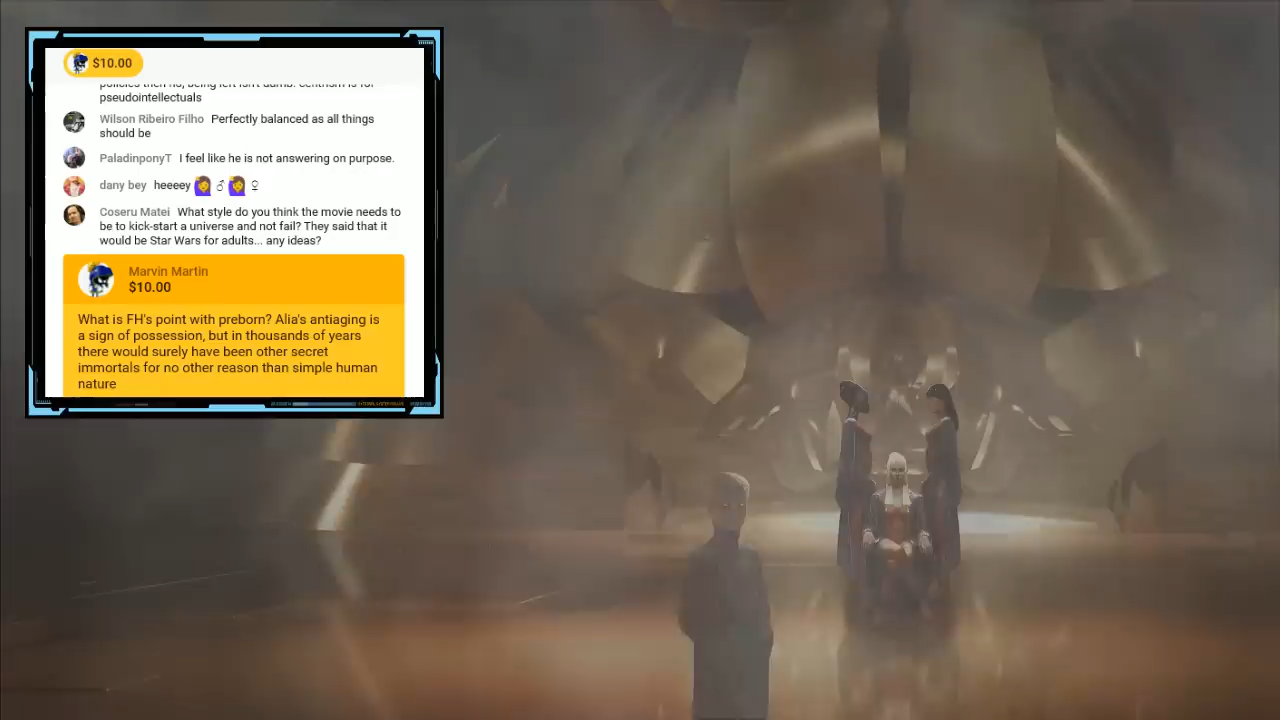 $10.00
pseudointellectuals
Wilson Ribeiro Filho Perfectly balanced as all things
should be
PaladinponyT I feel like he is not answering on purpose.
dany bey heeeey 🙋‍♂ 🙋‍♀
Coseru Matei What style do you think the movie needs to
be to kick-start a universe and not fail? They said that it
would be Star Wars for adults... any ideas?
Marvin Martin
$10.00
What is FH's point with preborn? Alia's antiaging is
a sign of possession, but in thousands of years
there would surely have been other secret
immortals for no other reason than simple human
nature